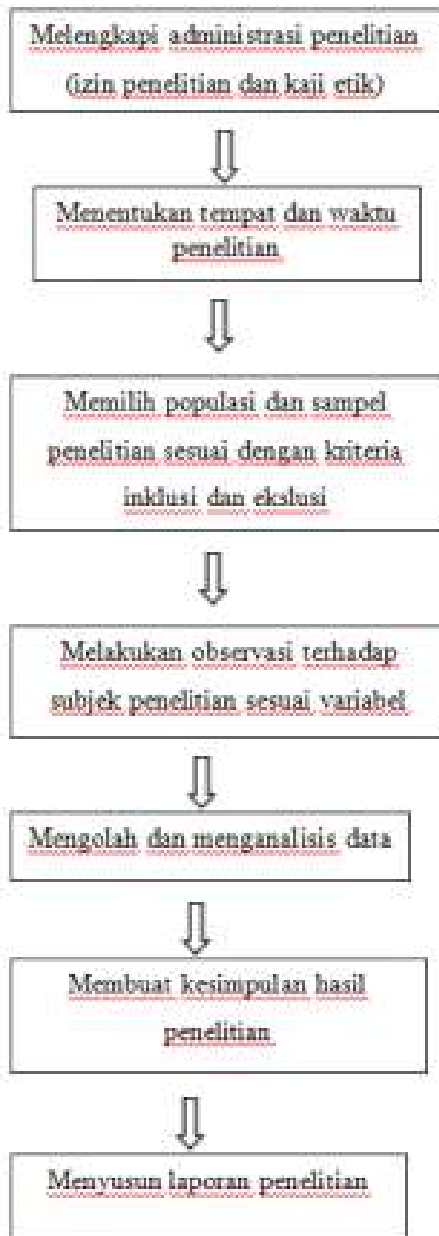 Melengkapi administrasi penelitian
(izin penelitian dan kaji etik)
Menentukan tempat dan waktu
penelitian
Memilih populasi dan sampel
penelitian sesuai dengan kriteria
inklusi dan ekslusi
Melakukan observasi terhadap
subjek penelitian sesuai variabel
Mengolah dan menganalisis data
Membuat kesimpulan hasil
penelitian
Menyusun laporan penelitian